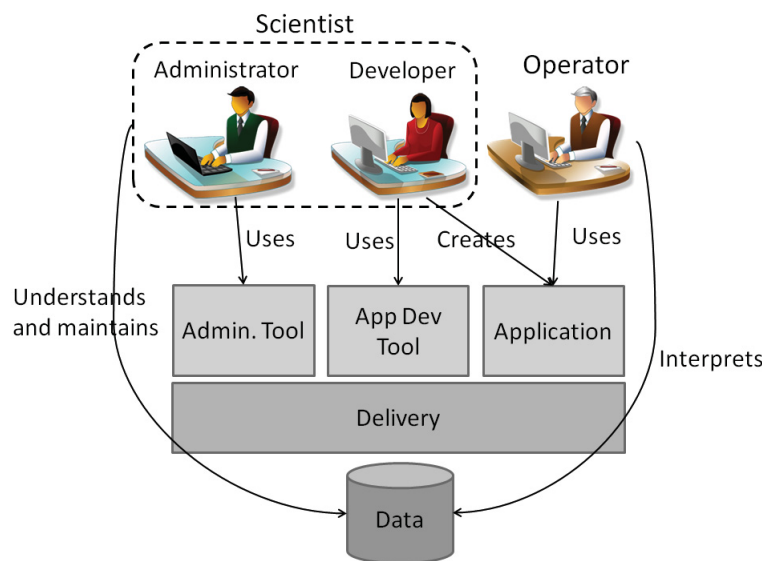 Scientist
Administrator
Developer
Operator
Uses
Uses
Creates
Uses
Understands
and maintains
Admin. Tool
App Dev
Tool
Application
Interprets
Delivery
Data